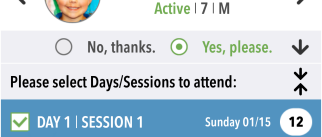 Active | 7 | M
No, thanks. Yes, please.
Please select Days/Sessions to attend:
DAY 1 | SESSION 1 Sunday 01/15 12